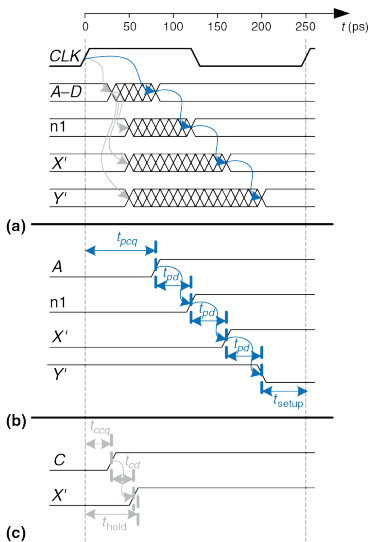 0 50 100 150 200 250 t (ps)
CLK
A–D
n1
X'
Y'
(a)
tpcq
A
tpd
n1
tpd
X'
tpd
Y'
tsetup
(b)
tccq
C
tcd
X'
thold
(c)